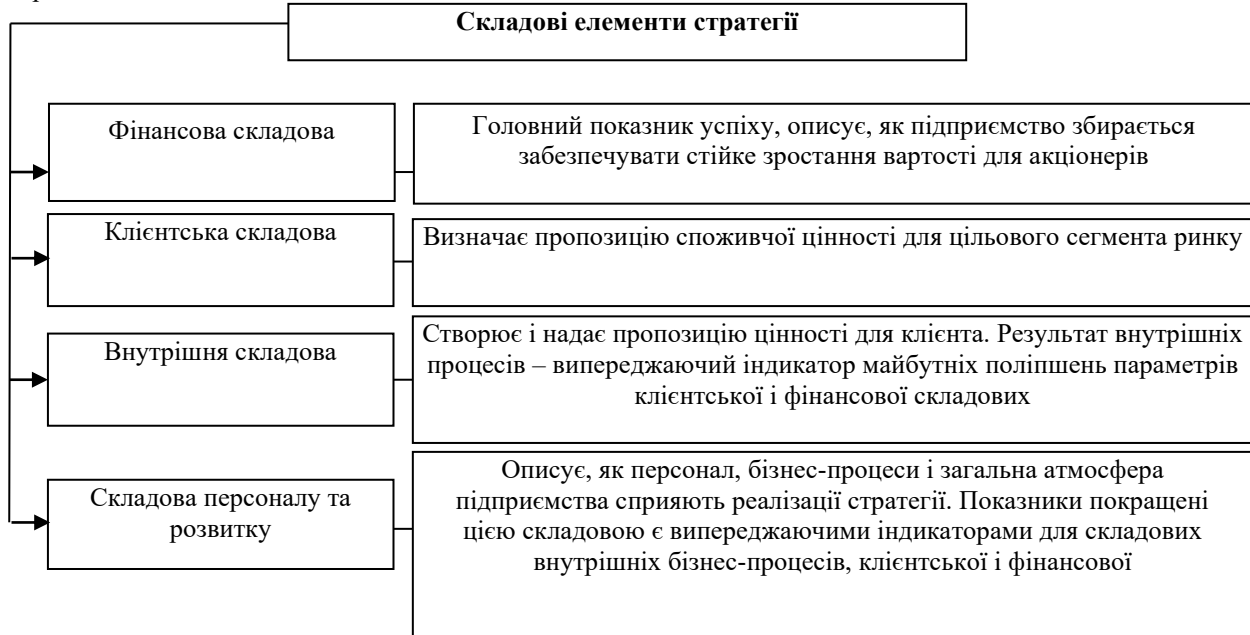 Складові елементи стратегії
Фінансова складова
Головний показник успіху, описує, як підприємство збирається
забезпечувати стійке зростання вартості для акціонерів
Клієнтська складова
Визначає пропозицію споживчої цінності для цільового сегмента ринку
Внутрішня складова
Створює і надає пропозицію цінності для клієнта. Результат внутрішніх
процесів – випереджаючий індикатор майбутніх поліпшень параметрів
клієнтської і фінансової складових
Складова персоналу та
розвитку
Описує, як персонал, бізнес-процеси і загальна атмосфера
підприємства сприяють реалізації стратегії. Показники покращені
цією складовою є випереджаючими індикаторами для складових
внутрішніх бізнес-процесів, клієнтської і фінансової